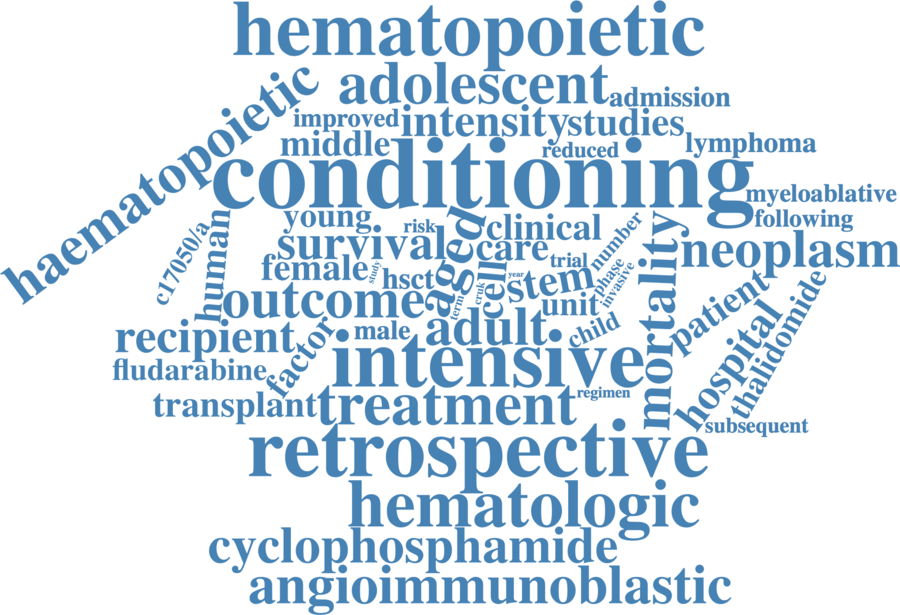 hematopoietic
adolescent
haematopoietic
admission
improved
intensity
studies
middle
reduced
lymphoma
conditioning
myeloablative
young
following
risk
clinical
c17050/a
human
survival
aged
care
number
mortality
neoplasm
female
study
hsct
cell
trial
stem
phase
invasive
year
cruk
term
outcome
unit
patient
thalidomide
hospital
recipient
factor
male
adult
child
intensive
fludarabine
regimen
transplant
treatment
subsequent
retrospective
hematologic
cyclophosphamide
angioimmunoblastic